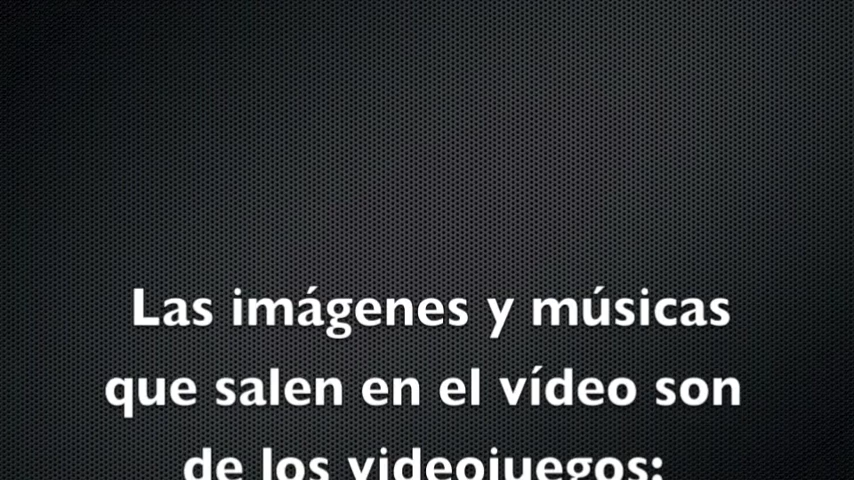 Las imágenes y músicas
que salen en el vídeo son
de los videojuegos: